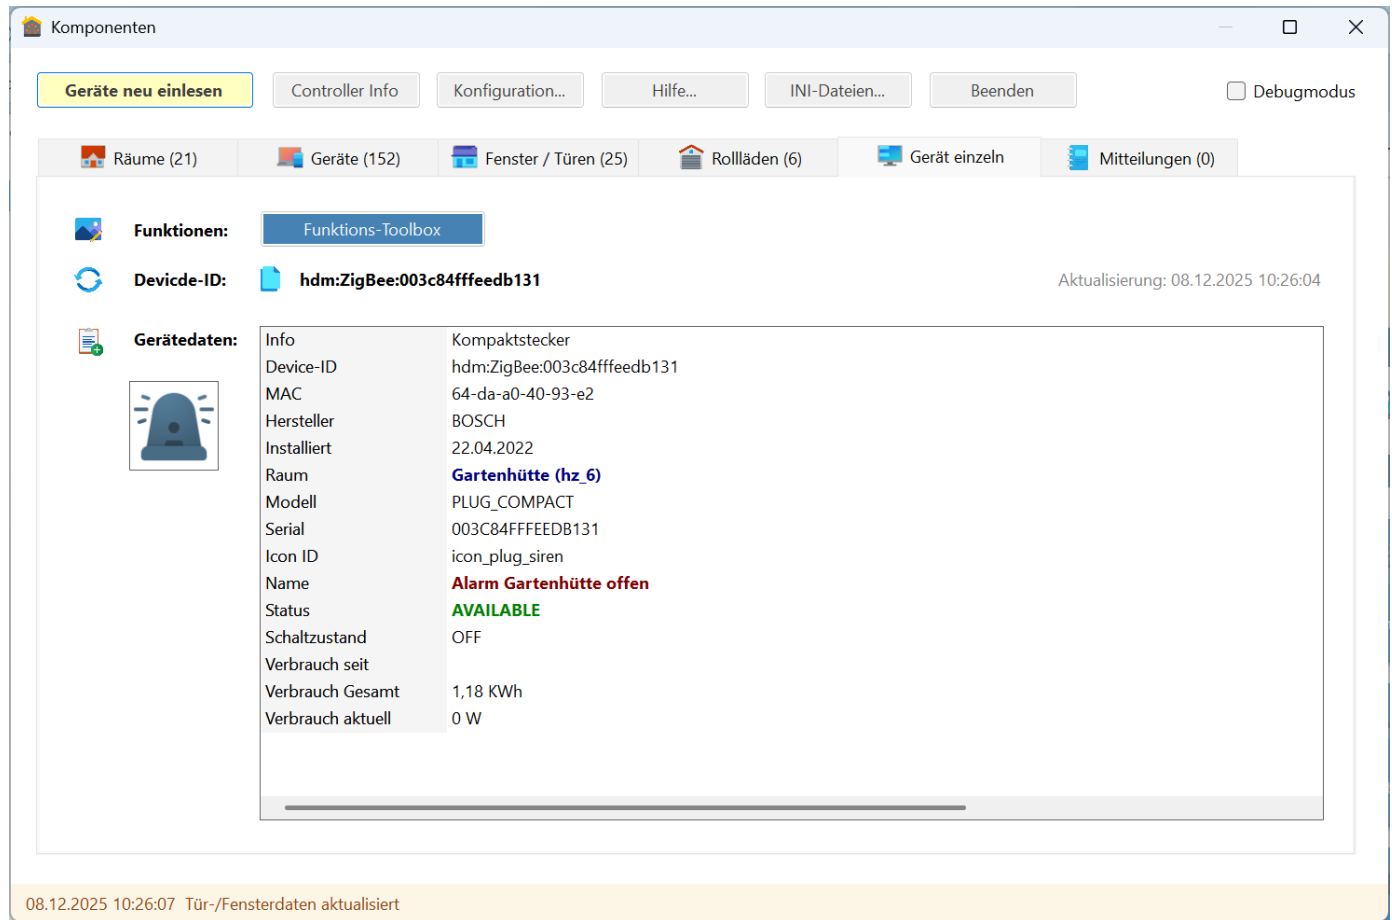 Komponenten
Geräte neu einlesen Controller Info Konfiguration... Hilfe... INI-Dateien... Beenden Debugmodus
Räume (21) Geräte (152) Fenster / Türen (25) Rollläden (6) Gerät einzeln Mitteilungen (0)
Funktionen: Funktions-Toolbox
Devicde-ID: hdm:ZigBee:003c84fffeedb131 Aktualisierung: 08.12.2025 10:26:04
Gerätedaten:
Info Kompaktstecker
Device-ID hdm:ZigBee:003c84fffeedb131
MAC 64-da-a0-40-93-e2
Hersteller BOSCH
Installiert 22.04.2022
Raum Gartenhütte (hz_6)
Modell PLUG_COMPACT
Serial 003C84FFFEEDB131
Icon ID icon_plug_siren
Name Alarm Gartenhütte offen
Status AVAILABLE
Schaltzustand OFF
Verbrauch seit
Verbrauch Gesamt 1,18 KWh
Verbrauch aktuell 0 W
08.12.2025 10:26:07 Tür-/Fensterdaten aktualisiert